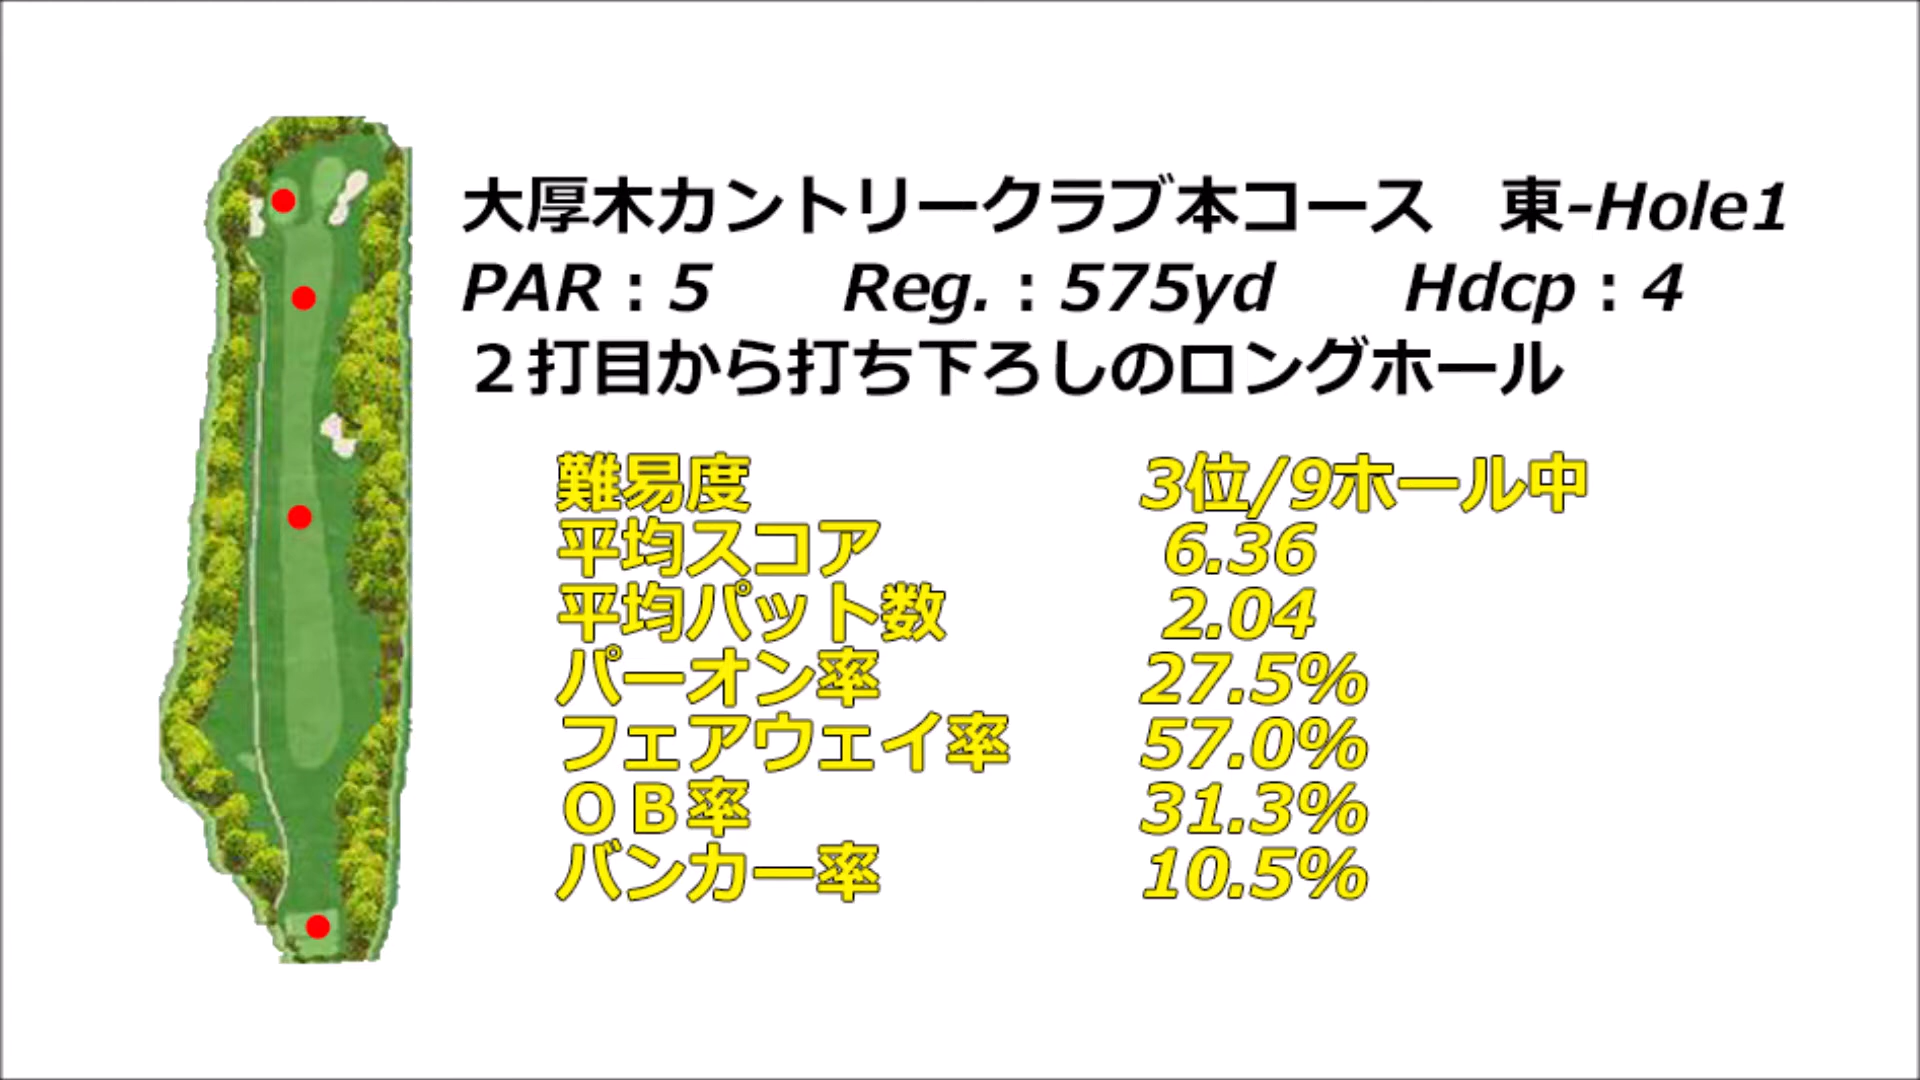 大厚木カントリークラブ本コース　東-Hole1
PAR：5　Reg.：575yd　Hdcp：4
２打目から打ち下ろしのロングホール
難易度　3位/9ホール中
平均スコア　6.36
平均パット数　2.04
パーオン率　27.5%
フェアウェイ率　57.0%
ＯＢ率　31.3%
バンカー率　10.5%